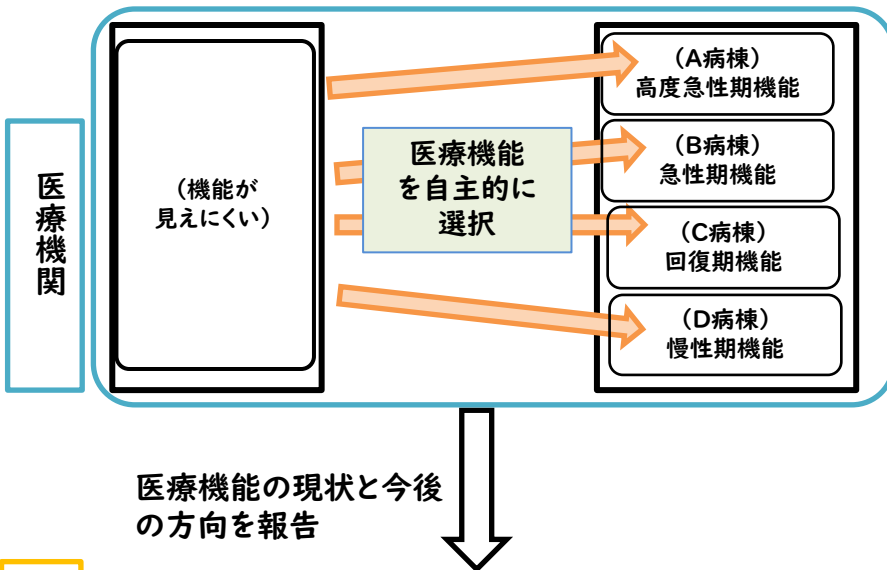 医療機関
(機能が
見えにくい)
医療機能
を自主的に
選択
(A病棟)
高度急性期機能
(B病棟)
急性期機能
(C病棟)
回復期機能
(D病棟)
慢性期機能
医療機能の現状と今後
の方向を報告